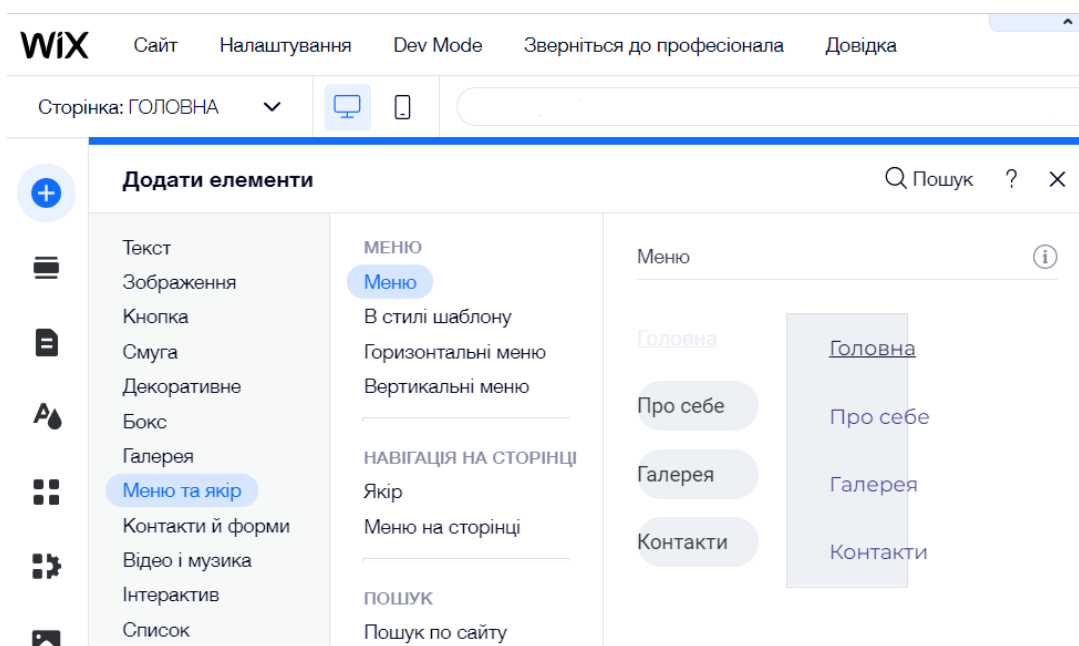 WiX Сайт Налаштування Dev Mode Зверніться до професіонала Довідка
Сторінка: ГОЛОВНА
Додати елементи Пошук ?
Текст
Зображення
Кнопка
Смуга
Декоративне
Бокс
Галерея
Меню та якір
Контакти й форми
Відео і музика
Інтерактив
Список
МЕНЮ
Меню
В стилі шаблону
Горизонтальні меню
Вертикальні меню
НАВІГАЦІЯ НА СТОРІНЦІ
Якір
Меню на сторінці
ПОШУК
Пошук по сайту
Меню
Головна
Про себе
Галерея
Контакти
Головна
Про себе
Галерея
Контакти